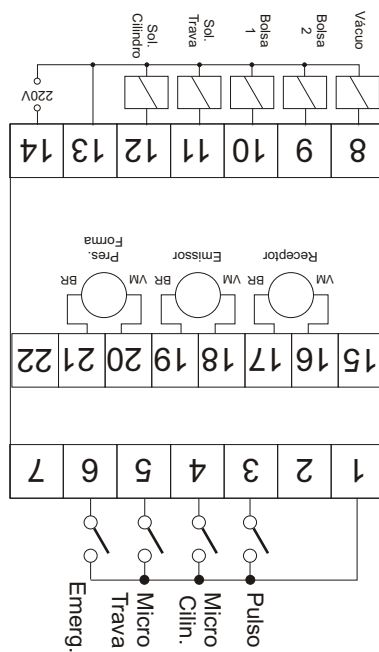 Vácuo
Bolsa
2
Bolsa
1
Sol.
Trava
Sol.
Cilindro
220V
8
9
10
11
12
13
14
Receptor
VM
BR
Emissor
VM
BR
Pres.
Forma
VM
BR
15
16
17
18
19
20
21
22
1
2
3
4
5
6
7
Pulso
Micro
Cilin.
Micro
Trava
Emerg.